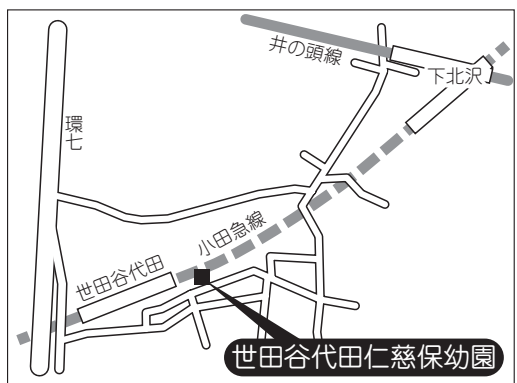 井の頭線
下北沢
環七
小田急線
世田谷代田
世田谷代田仁慈保幼園